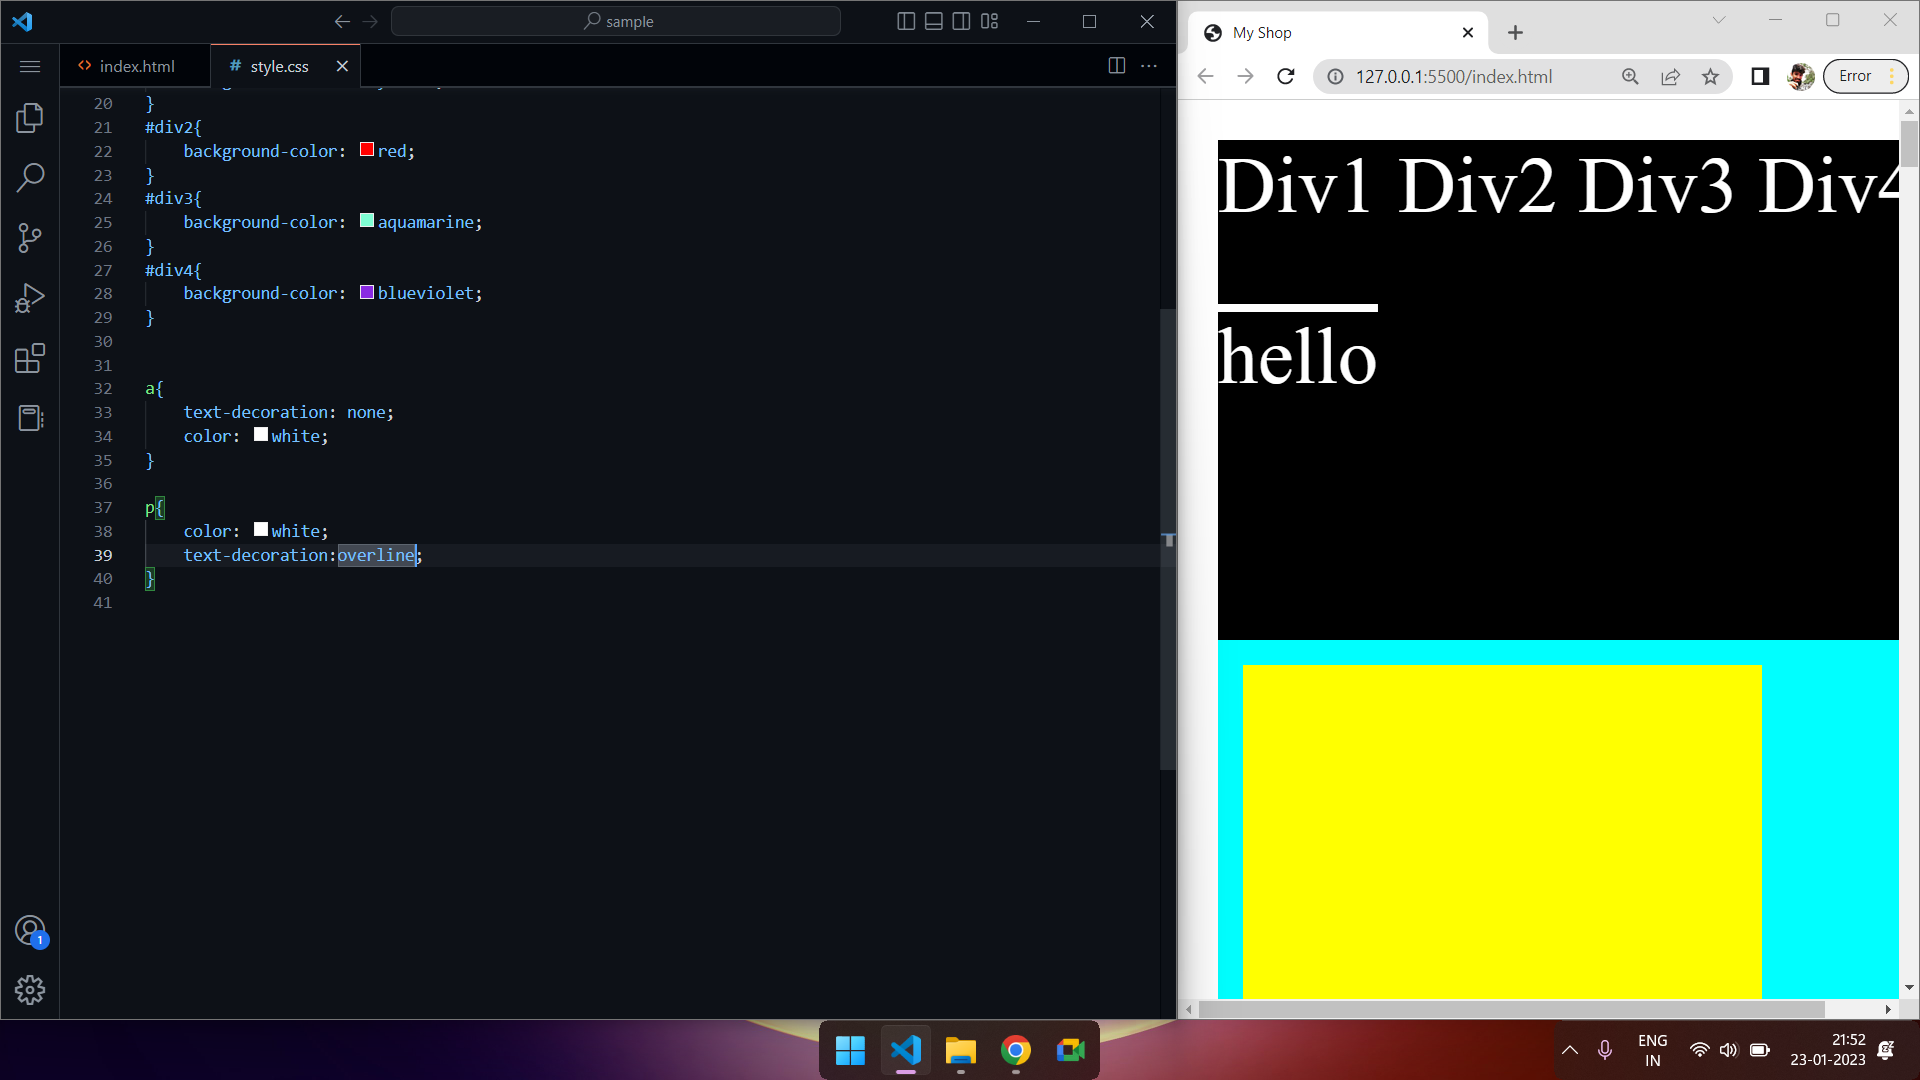 sample
index.html
# style.css
20 }
21 #div2{
22 background-color: red;
23 }
24 #div3{
25 background-color: aquamarine;
26 }
27 #div4{
28 background-color: blueviolet;
29 }
30
31
32 a{
33 text-decoration: none;
34 color: white;
35 }
36
37 p{
38 color: white;
39 text-decoration:overline;
40 }
41
1
My Shop
127.0.0.1:5500/index.html
Error
Div1 Div2 Div3 Div4
hello
ENG
IN
21:52
23-01-2023